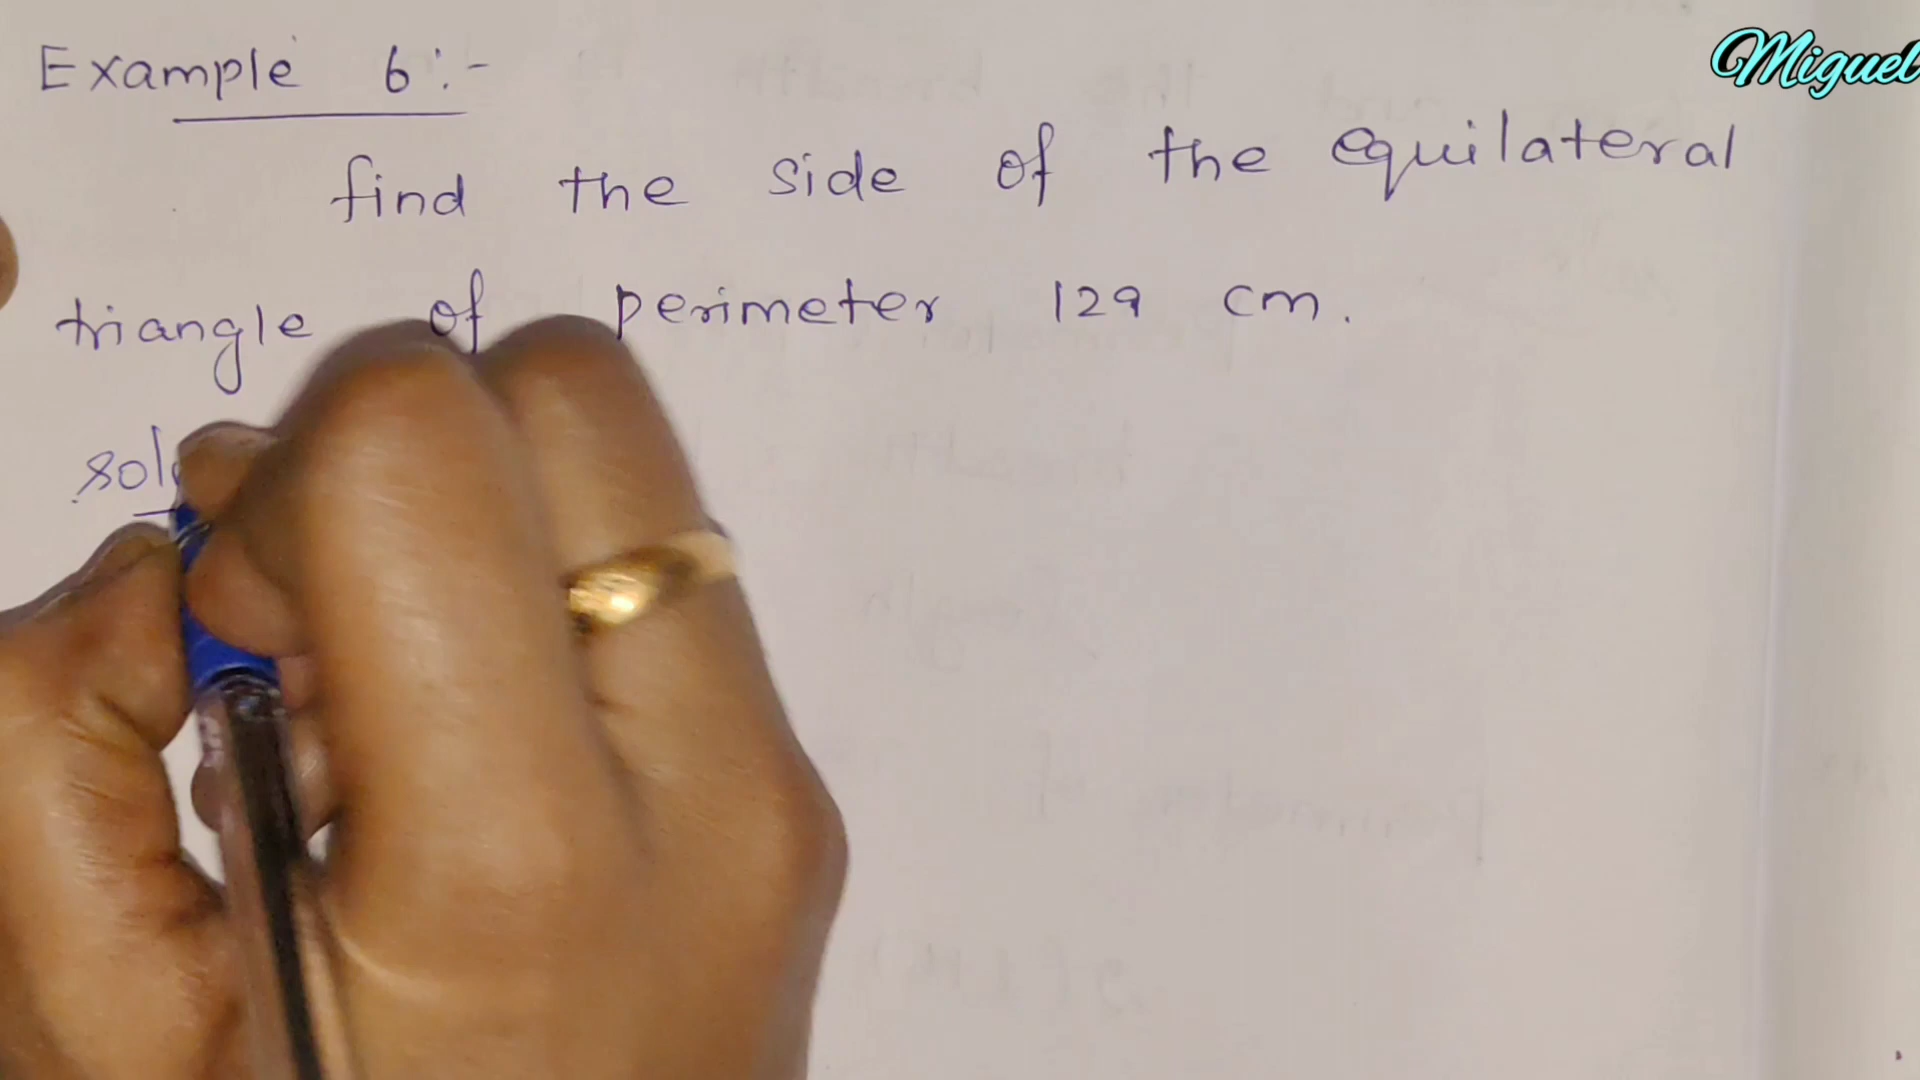 Example 6:-
Miguel
find the side of the equilateral
triangle of perimeter 129 cm.
sol